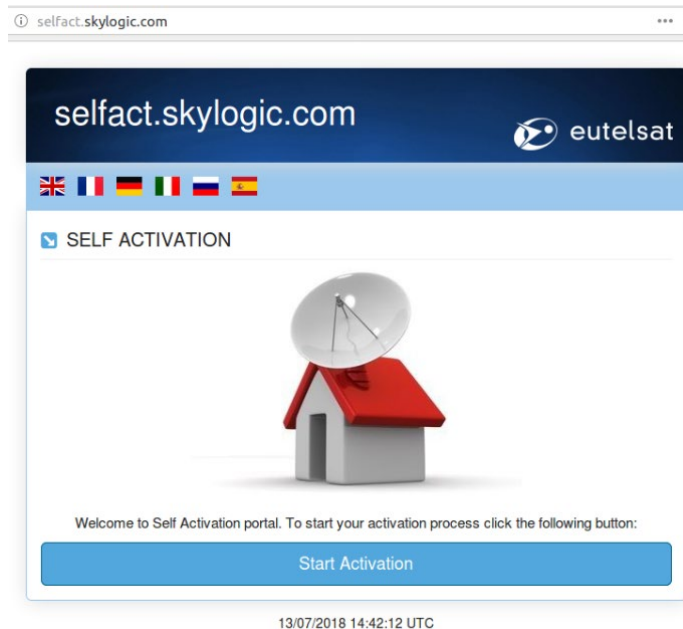 selfact.skylogic.com
selfact.skylogic.com
eutelsat
SELF ACTIVATION
Welcome to Self Activation portal. To start your activation process click the following button:
Start Activation
13/07/2018 14:42:12 UTC